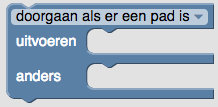 doorgaan als er een pad is
uitvoeren
anders